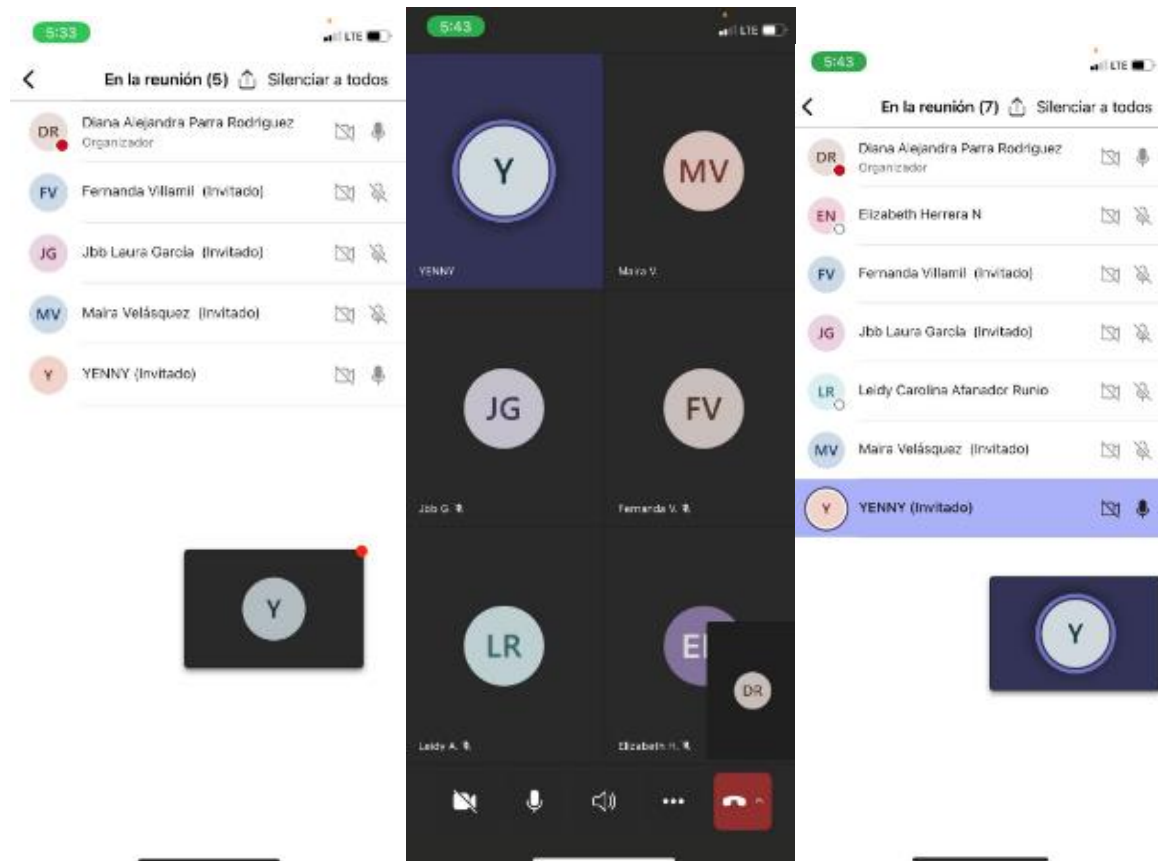 5:33
LTE
En la reunión (5) Silenciar a todos
DR Diana Alejandra Parra Rodriguez
Organizador
FV Fernanda Villamil (Invitado)
JG Jbb Laura García (Invitado)
MV Maira Velásquez (Invitado)
Y YENNY (Invitado)
Y
5:43
LTE
Y
MV
YENNY
Maira V.
JG
FV
Jbb G.
Fernanda V.
LR
DR
Leidy A.
Elizabeth H.
5:43
LTE
En la reunión (7) Silenciar a todos
DR Diana Alejandra Parra Rodriguez
Organizador
EN Elizabeth Herrera N
FV Fernanda Villamil (Invitado)
JG Jbb Laura García (Invitado)
LR Leidy Carolina Afanador Runio
MV Maira Velásquez (Invitado)
Y YENNY (Invitado)
Y